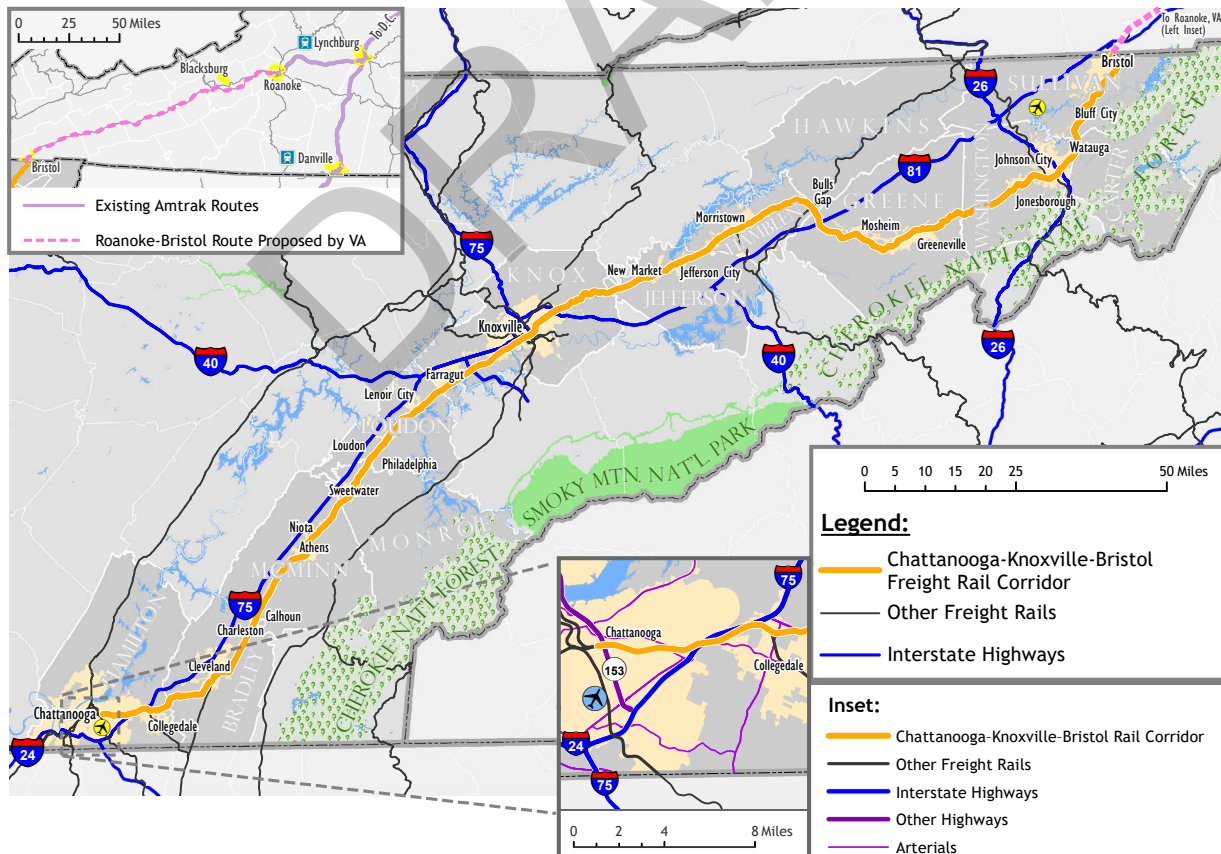 DRA
0 25 50 Miles
To D.C.
Lynchburg
Blacksburg
Roanoke
Danville
Bristol
Existing Amtrak Routes
Roanoke-Bristol Route Proposed by VA
To Roanoke, VA
(Left Inset)
Bristol
26
SULLIVAN
Bluff City
HAWKINS
Watauga
Johnson City
81
WASHINGTON
CARTER
Jonesborough
Bulls
Gap
GREENE
Morristown
Mosheim
Greeneville
75
KNOX
New Market
Jefferson City
JEFFERSON
CHEROKEE NATIONAL FOREST
Knoxville
40
40
26
Farragut
Lenoir City
LOUDON
Loudon
Philadelphia
SMOKY MTN. NAT'L PARK
Sweetwater
Niota
MONROE
Athens
MCMINN
75
Calhoun
Charleston
CHEROKEE NAT'L FOREST
HAMILTON
Cleveland
BRADLEY
Chattanooga
Collegedale
24
75
Chattanooga
153
Collegedale
24
75
0 2 4 8 Miles
0 5 10 15 20 25 50 Miles
Legend:
Chattanooga-Knoxville-Bristol
Freight Rail Corridor
Other Freight Rails
Interstate Highways
Inset:
Chattanooga-Knoxville-Bristol Rail Corridor
Other Freight Rails
Interstate Highways
Other Highways
Arterials